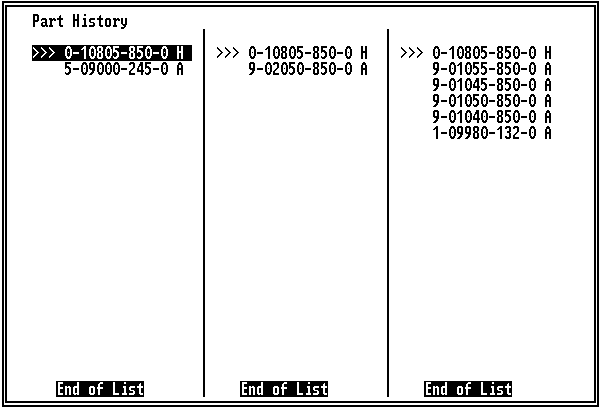 Part History
>>> 0-10805-850-0 H
5-09000-245-0 A
End of List
>>> 0-10805-850-0 H
9-02050-850-0 A
End of List
>>> 0-10805-850-0 H
9-01055-850-0 A
9-01045-850-0 A
9-01050-850-0 A
9-01040-850-0 A
1-09980-132-0 A
End of List